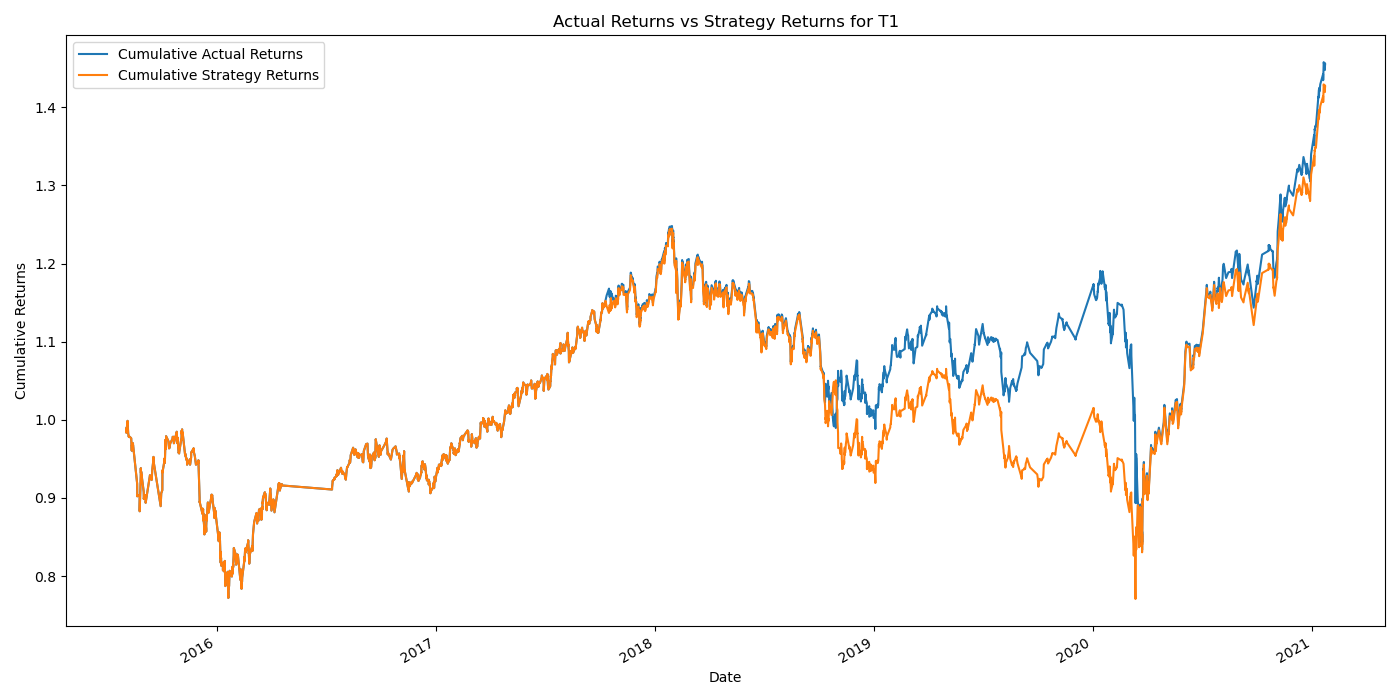 Actual Returns vs Strategy Returns for T1
Cumulative Actual Returns
Cumulative Strategy Returns
Cumulative Returns
1.4
1.3
1.2
1.1
1.0
0.9
0.8
2016 2017 2018 2019 2020 2021
Date